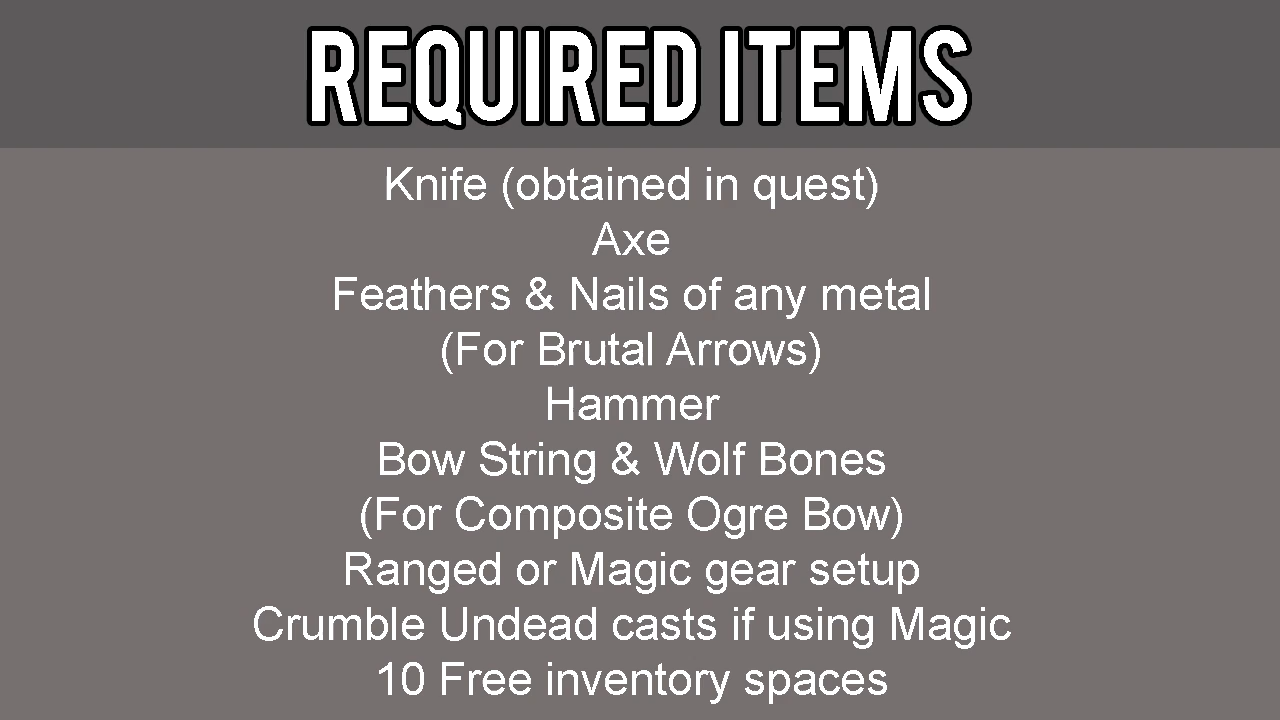 REQUIRED ITEMS
Knife (obtained in quest)
Axe
Feathers & Nails of any metal
(For Brutal Arrows)
Hammer
Bow String & Wolf Bones
(For Composite Ogre Bow)
Ranged or Magic gear setup
Crumble Undead casts if using Magic
10 Free inventory spaces